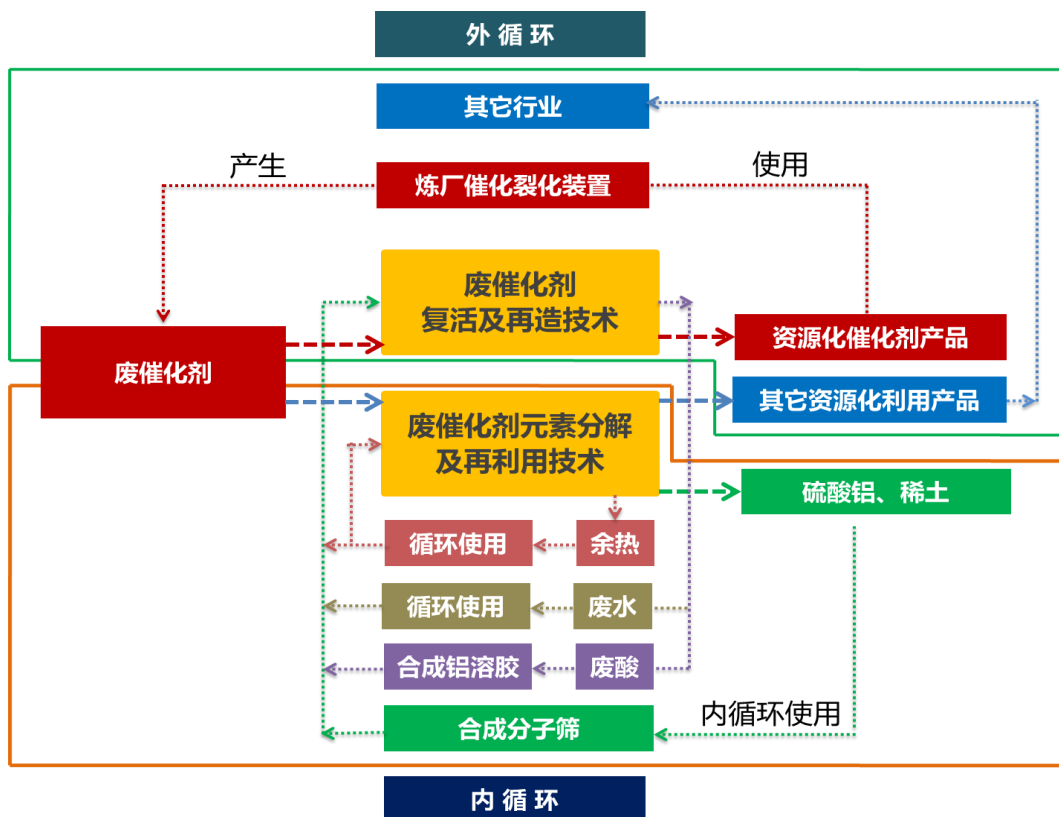 外 循 环
其它行业
产生
炼厂催化裂化装置
使用
废催化剂
复活及再造技术
资源化催化剂产品
废催化剂
其它资源化利用产品
废催化剂元素分解
及再利用技术
硫酸铝、稀土
循环使用
余热
循环使用
废水
合成铝溶胶
废酸
内循环使用
合成分子筛
内 循 环